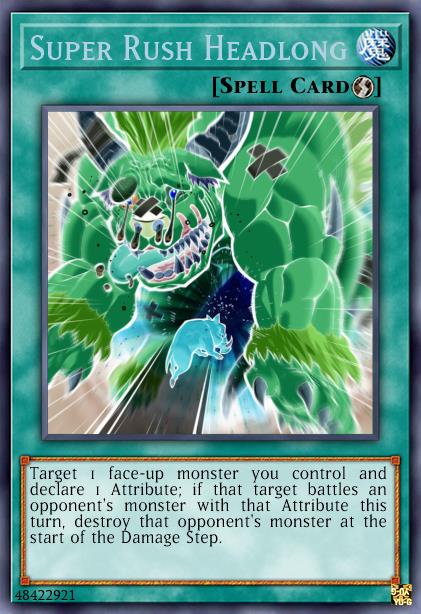 Super Rush Headlong
魔
[Spell Card]
Target 1 face-up monster you control and
declare 1 Attribute; if that target battles an
opponent's monster with that Attribute this
turn, destroy that opponent's monster at the
start of the Damage Step.
48422921